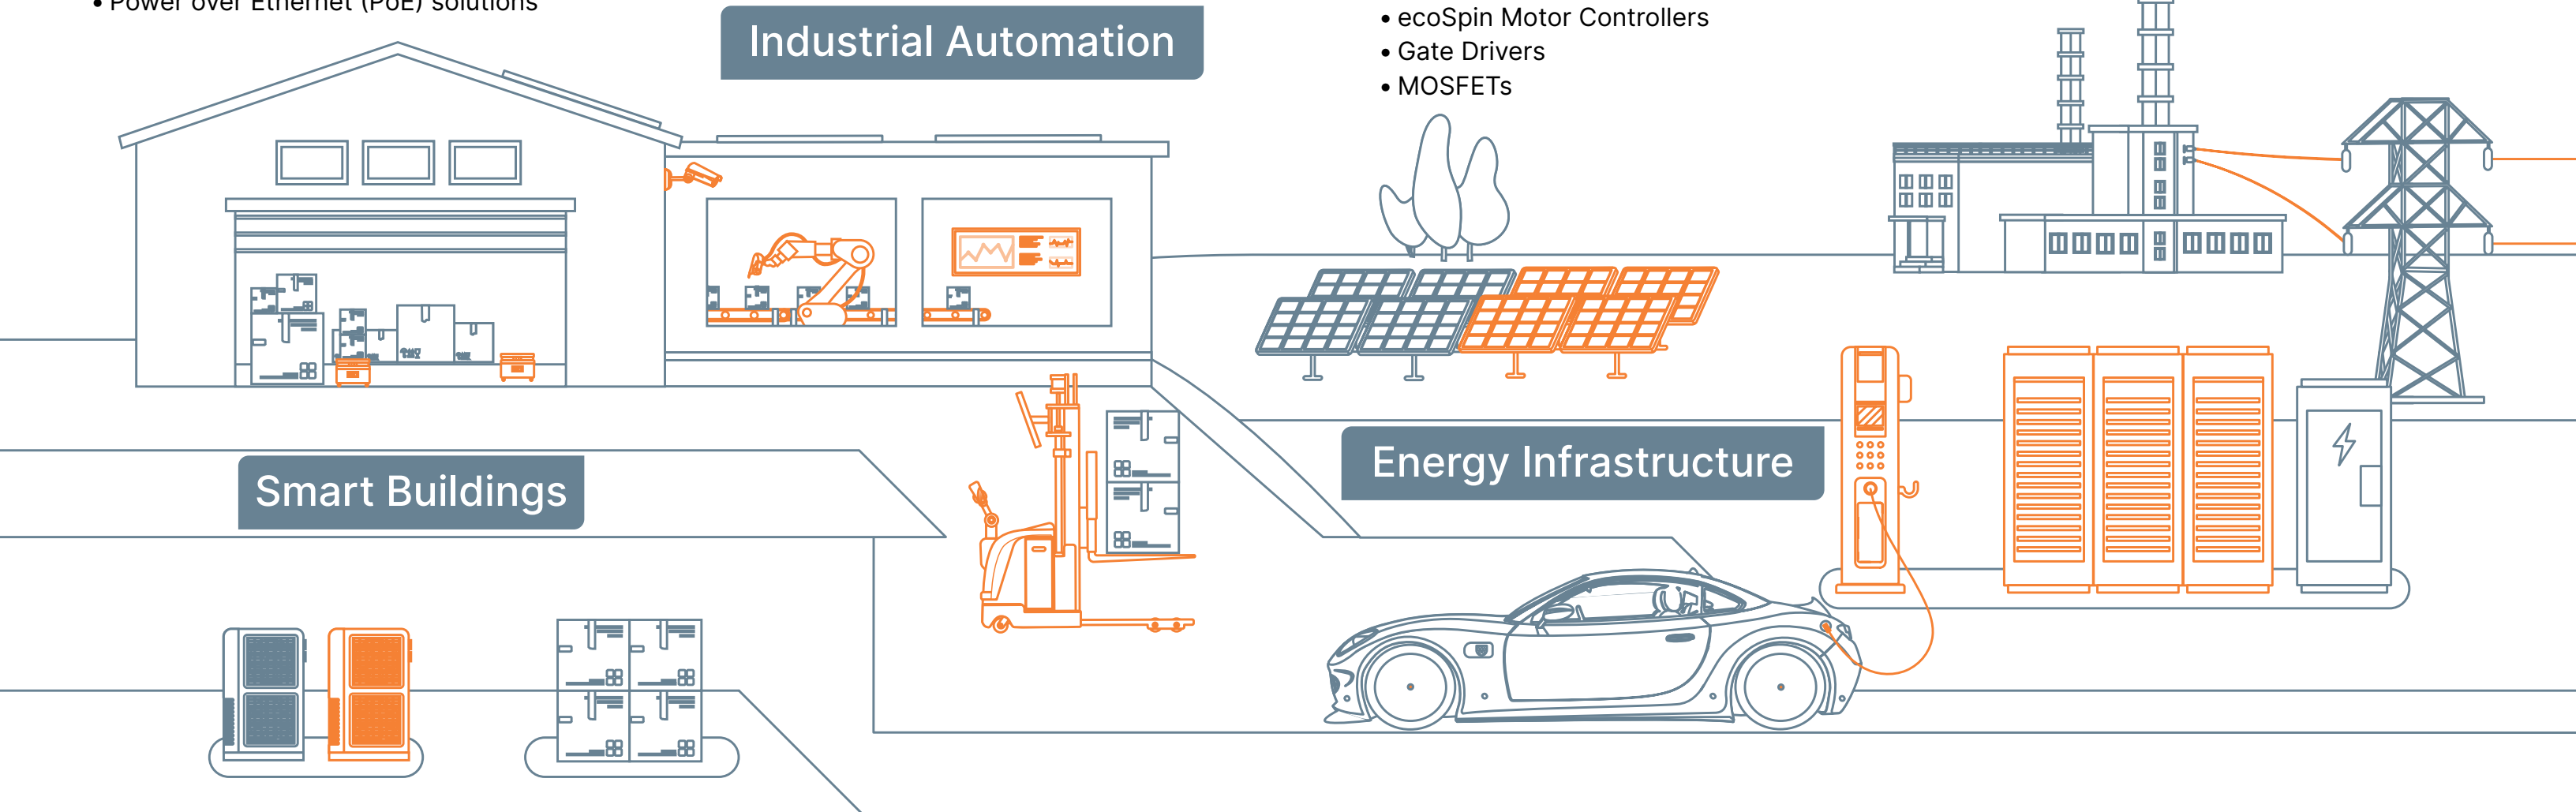 • Power over Ethernet (PoE) solutions
Industrial Automation
• ecoSpin Motor Controllers
• Gate Drivers
• MOSFETs
Energy Infrastructure
Smart Buildings